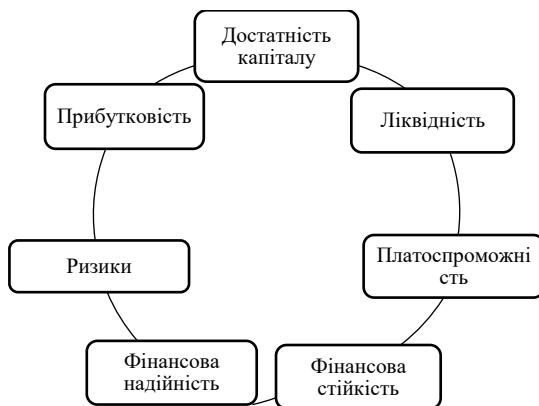 Достатність
капіталу
Прибутковість
Ліквідність
Ризики
Платоспроможні
сть
Фінансова
надійність
Фінансова
стійкість